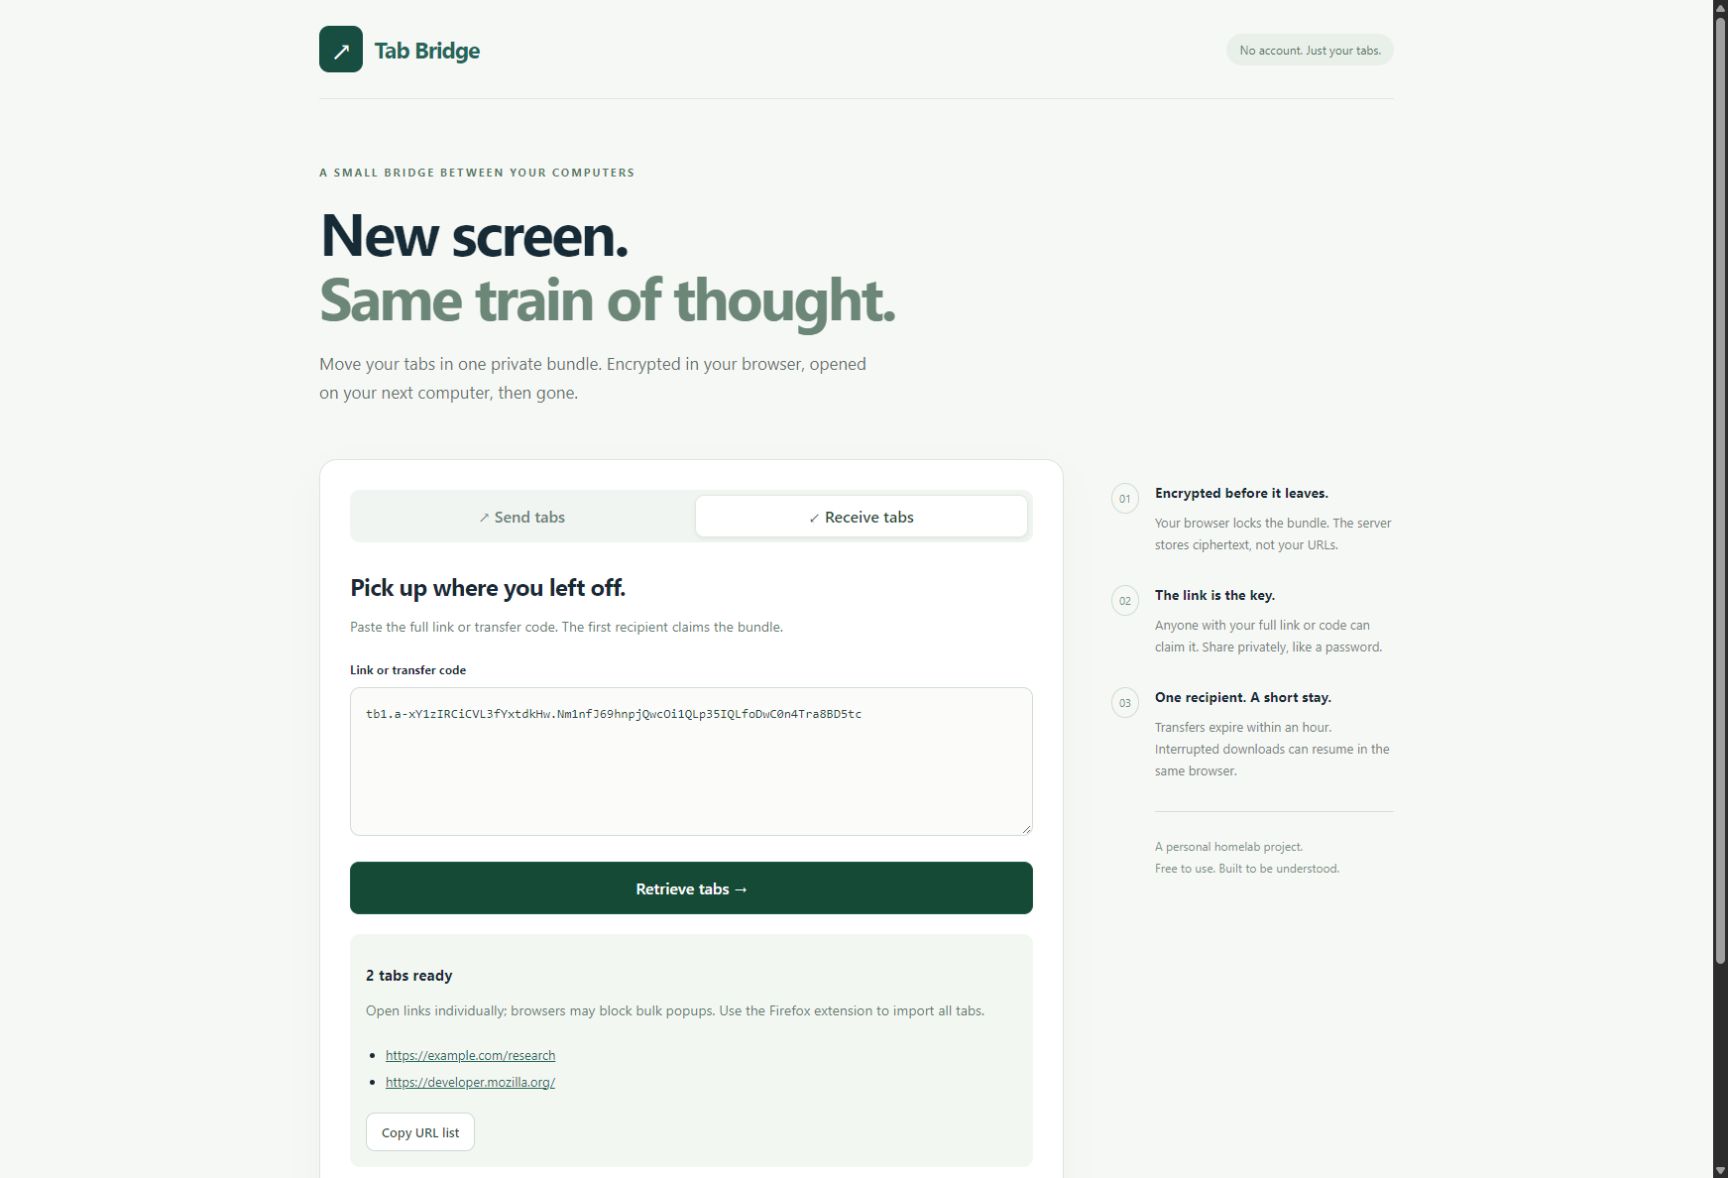 ↗ Tab Bridge
No account. Just your tabs.
A SMALL BRIDGE BETWEEN YOUR COMPUTERS
New screen.
Same train of thought.
Move your tabs in one private bundle. Encrypted in your browser, opened
on your next computer, then gone.
↗ Send tabs
↙ Receive tabs
Pick up where you left off.
Paste the full link or transfer code. The first recipient claims the bundle.
Link or transfer code
tb1.a-xY1zIRCiCVL3fYxtdkHw.Nm1nfJ69hnpjQwcOi1QLp35IQLfoDwC0n4Tra8BD5tc
Retrieve tabs →
2 tabs ready
Open links individually; browsers may block bulk popups. Use the Firefox extension to import all tabs.
• https://example.com/research
• https://developer.mozilla.org/
Copy URL list
01
Encrypted before it leaves.
Your browser locks the bundle. The server
stores ciphertext, not your URLs.
02
The link is the key.
Anyone with your full link or code can
claim it. Share privately, like a password.
03
One recipient. A short stay.
Transfers expire within an hour.
Interrupted downloads can resume in the
same browser.
A personal homelab project.
Free to use. Built to be understood.